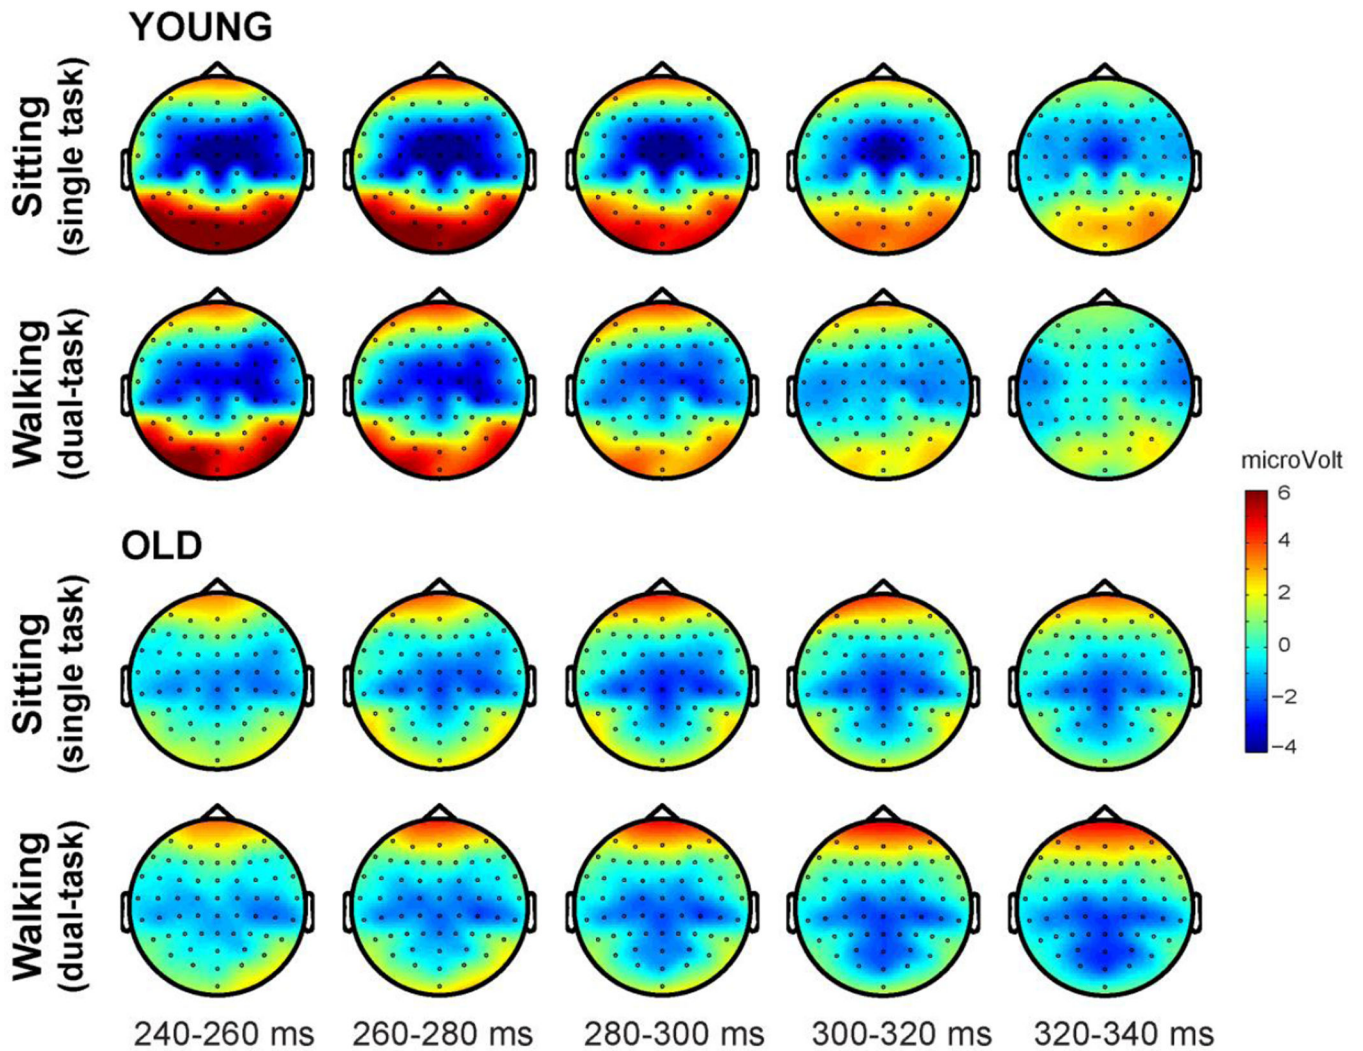 YOUNG
Sitting
(single task)
Walking
(dual-task)
microVolt
6
4
2
0
−2
−4
OLD
Sitting
(single task)
Walking
(dual-task)
240-260 ms
260-280 ms
280-300 ms
300-320 ms
320-340 ms